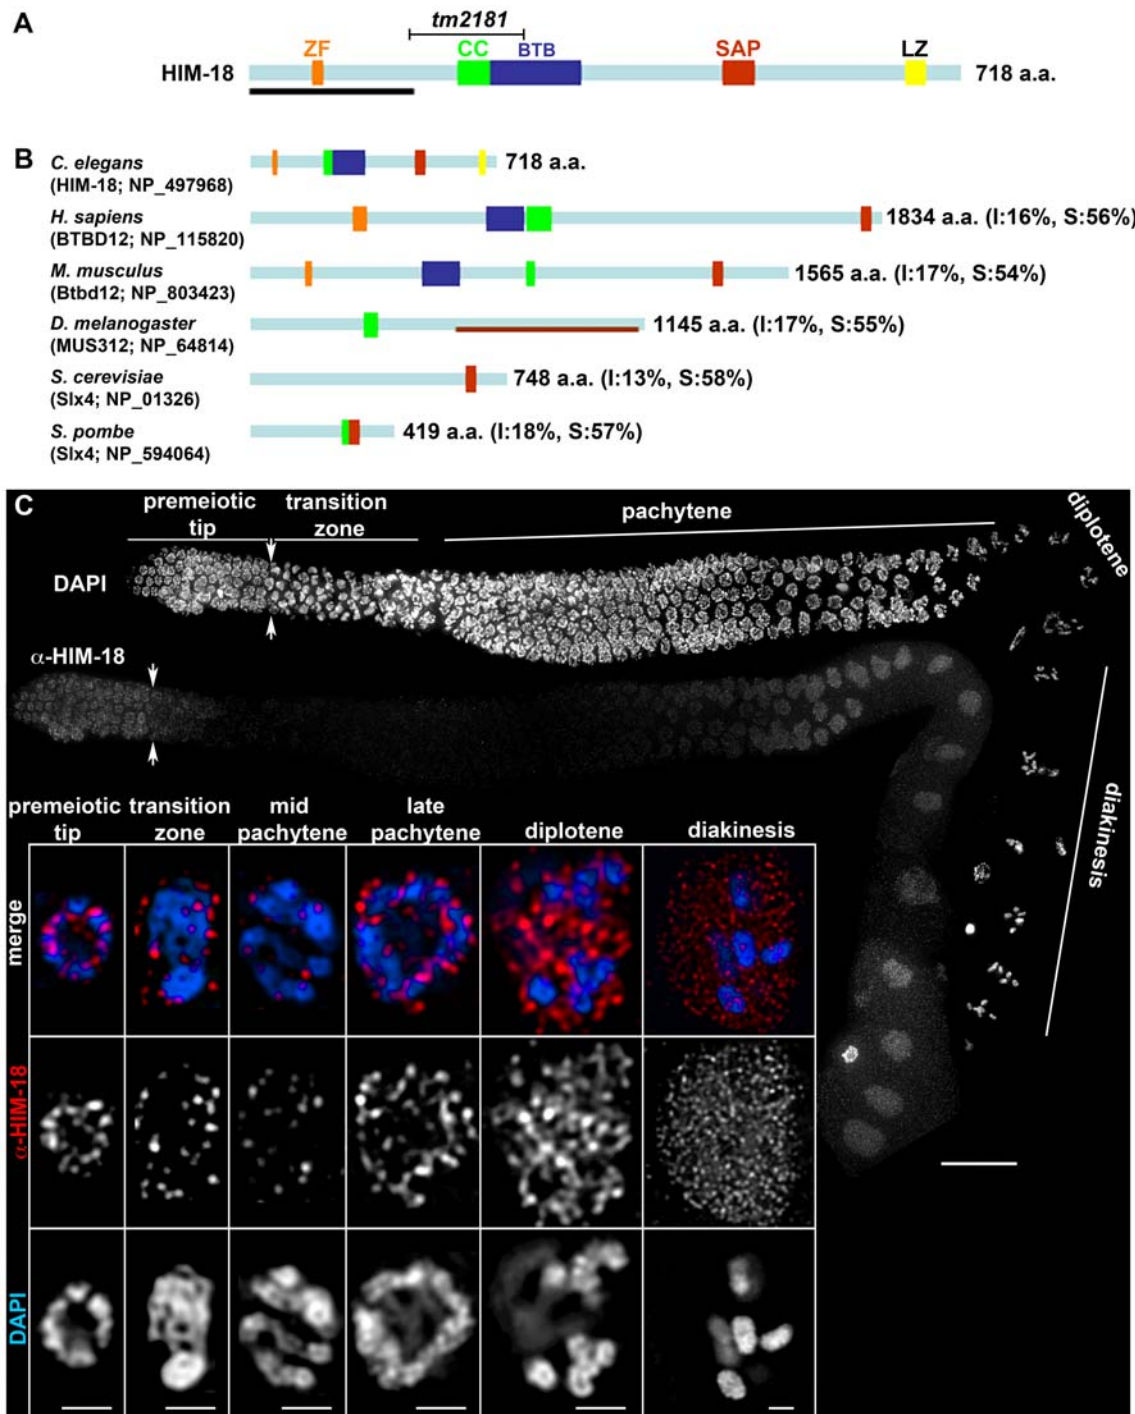 A
tm2181
ZF
CC
BTB
SAP
LZ
HIM-18
718 a.a.
B
C. elegans
(HIM-18; NP_497968)
718 a.a.
H. sapiens
(BTBD12; NP_115820)
1834 a.a. (I:16%, S:56%)
M. musculus
(Btbd12; NP_803423)
1565 a.a. (I:17%, S:54%)
D. melanogaster
(MUS312; NP_64814)
1145 a.a. (I:17%, S:55%)
S. cerevisiae
(Slx4; NP_01326)
748 a.a. (I:13%, S:58%)
S. pombe
(Slx4; NP_594064)
419 a.a. (I:18%, S:57%)
C
premeiotic
tip
transition
zone
pachytene
diplotene
DAPI
α-HIM-18
diakinesis
premeiotic
tip
transition
zone
mid
pachytene
late
pachytene
diplotene
diakinesis
merge
α-HIM-18
DAPI